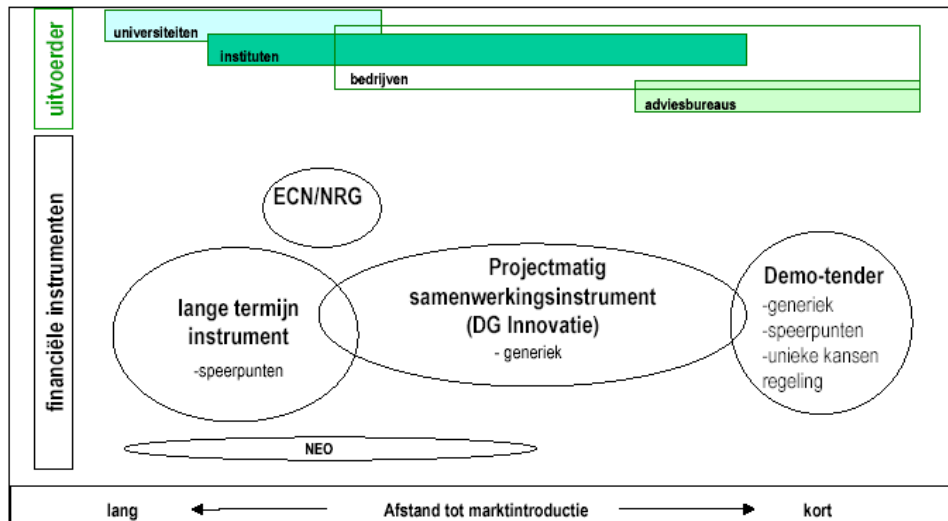 uitvoerder
universiteiten
instituten
bedrijven
adviesbureaus
financiële instrumenten
ECN/NRG
lange termijn
instrument
-speerpunten
Projectmatig
samenwerkingsinstrument
(DG Innovatie)
- generiek
Demo-tender
-generiek
-speerpunten
-unieke kansen
regeling
NEO
lang
Afstand tot marktintroductie
kort